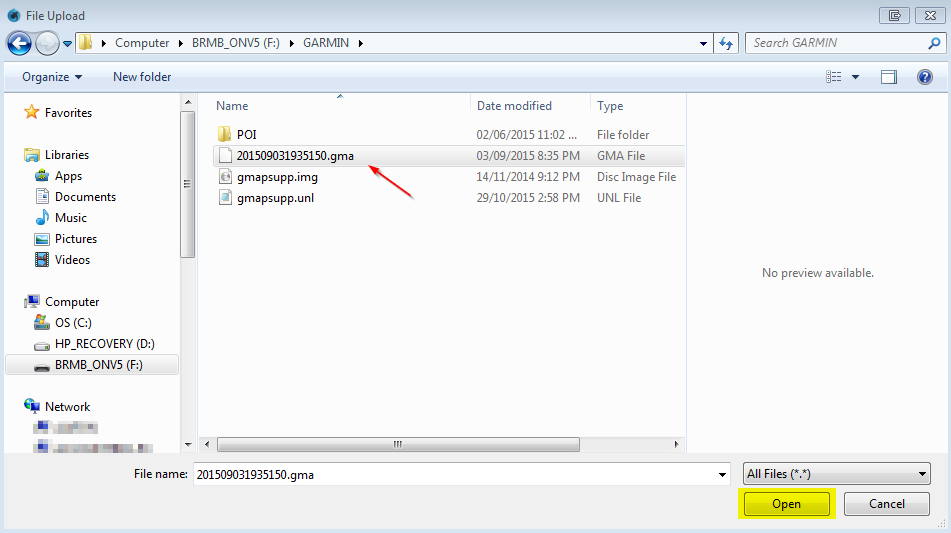 File Upload
Computer BRMB_ONV5 (F:) GARMIN Search GARMIN
Organize New folder
Name Date modified Type
POI 02/06/2015 11:02 ... File folder
201509031935150.gma 03/09/2015 8:35 PM GMA File
gmapsupp.img 14/11/2014 9:12 PM Disc Image File
gmapsupp.unl 29/10/2015 2:58 PM UNL File
Favorites
Libraries
Apps
Documents
Music
Pictures
Videos
Computer
OS (C:)
HP_RECOVERY (D:)
BRMB_ONV5 (F:)
Network
No preview available.
File name: 201509031935150.gma All Files (*.*)
Open Cancel